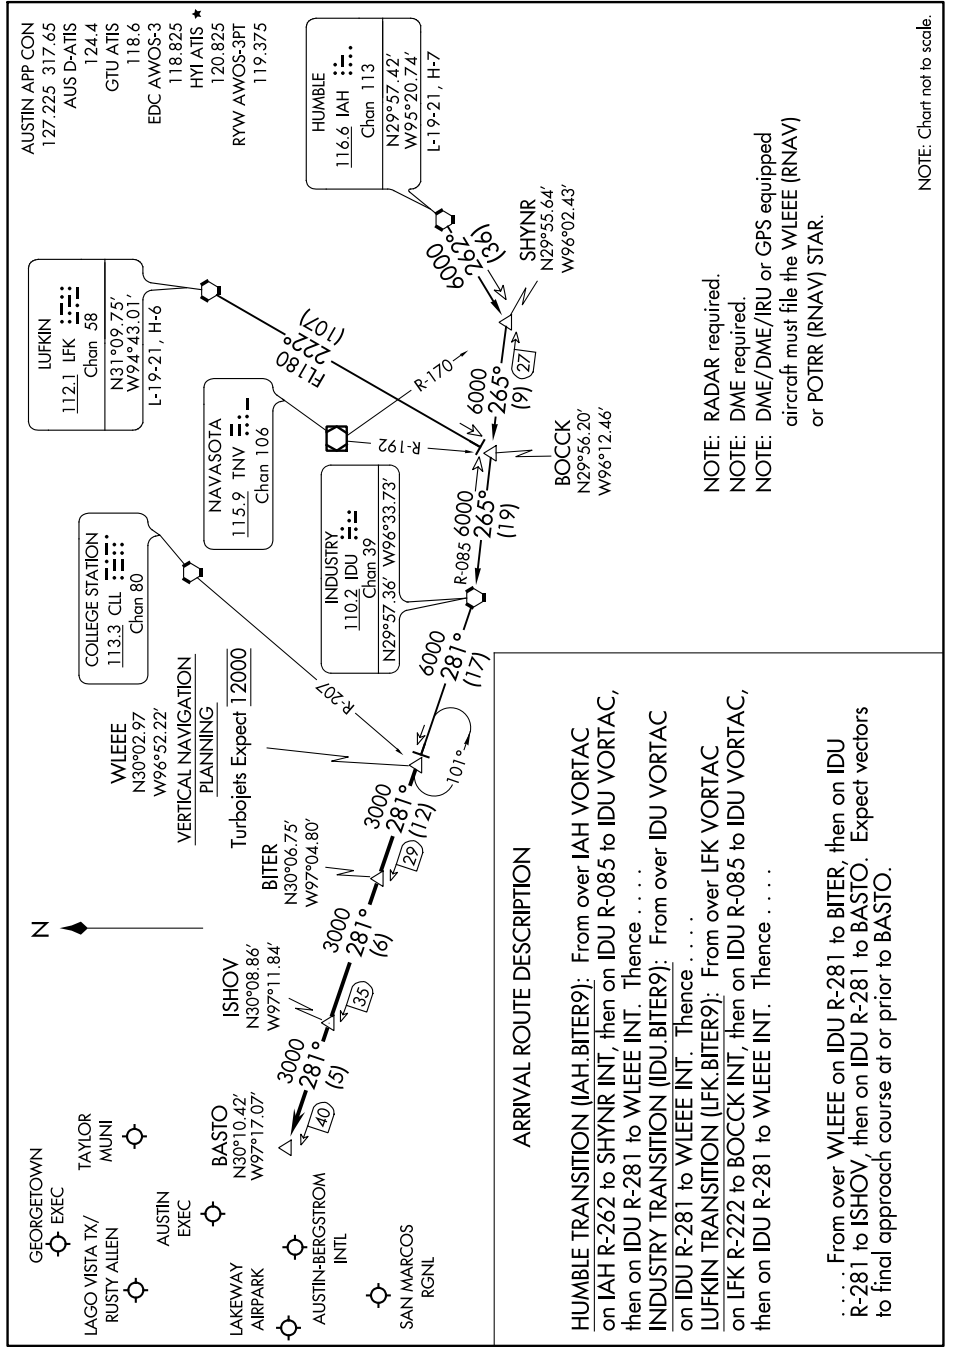 AUSTIN APP CON
127.225 317.65
AUS D-ATIS
124.4
GTU ATIS
118.6
EDC AWOS-3
118.825
HYI ATIS ★
120.825
RYW AWOS-3PT
119.375
HUMBLE
116.6 IAH
Chan 113
N29°57.42'
W95°20.74'
L-19-21, H-7
6000
262°
(36)
SHYNR
N29°55.64'
W96°02.43'
LUFKIN
112.1 LFK
Chan 58
N31°09.75'
W94°43.01'
L-19-21, H-6
FL180
222°
(107)
NAVASOTA
115.9 TNV
Chan 106
R-170
R-192
27
6000
265°
(9)
BOCCK
N29°56.20'
W96°12.46'
COLLEGE STATION
113.3 CLL
Chan 80
R-207
INDUSTRY
110.2 IDU
Chan 39
N29°57.36' W96°33.73'
R-085
6000
265°
(19)
6000
281°
(17)
WLEEE
N30°02.97
W96°52.22'
VERTICAL NAVIGATION
PLANNING
Turbojets Expect 12000
101°
3000
281°
(12)
BITER
N30°06.75'
W97°04.80'
29
3000
281°
(6)
ISHOV
N30°08.86'
W97°11.84'
35
3000
281°
(5)
BASTO
N30°10.42'
W97°17.07'
40
N
GEORGETOWN
EXEC
TAYLOR
MUNI
LAGO VISTA TX/
RUSTY ALLEN
AUSTIN
EXEC
LAKEWAY
AIRPARK
AUSTIN-BERGSTROM
INTL
SAN MARCOS
RGNL
NOTE: RADAR required.
NOTE: DME required.
NOTE: DME/DME/IRU or GPS equipped
aircraft must file the WLEEE (RNAV)
or POTRR (RNAV) STAR.
NOTE: Chart not to scale.
ARRIVAL ROUTE DESCRIPTION
HUMBLE TRANSITION (IAH.BITER9): From over IAH VORTAC
on IAH R-262 to SHYNR INT, then on IDU R-085 to IDU VORTAC,
then on IDU R-281 to WLEEE INT. Thence . . . .
INDUSTRY TRANSITION (IDU.BITER9): From over IDU VORTAC
on IDU R-281 to WLEEE INT. Thence . . . .
LUFKIN TRANSITION (LFK.BITER9): From over LFK VORTAC
on LFK R-222 to BOCCK INT, then on IDU R-085 to IDU VORTAC,
then on IDU R-281 to WLEEE INT. Thence . . . .
. . . . From over WLEEE on IDU R-281 to BITER, then on IDU
R-281 to ISHOV, then on IDU R-281 to BASTO. Expect vectors
to final approach course at or prior to BASTO.